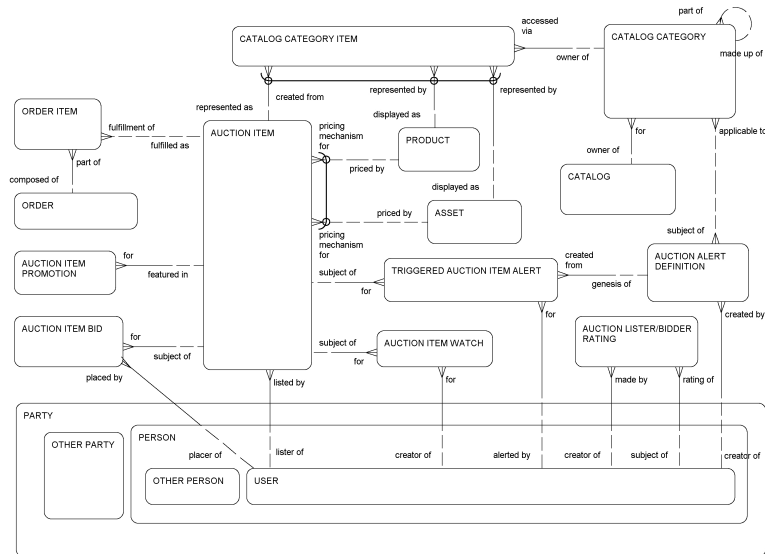 accessed
via
part of
CATALOG CATEGORY ITEM
CATALOG CATEGORY
owner of
made up of
represented by
represented by
created from
represented as
ORDER ITEM
fulfillment of
fulfilled as
AUCTION ITEM
pricing
mechanism
for
displayed as
PRODUCT
priced by
for
applicable to
part of
owner of
composed of
CATALOG
displayed as
ORDER
priced by
ASSET
pricing
mechanism
for
subject of
AUCTION ITEM
PROMOTION
for
featured in
subject of
for
TRIGGERED AUCTION ITEM ALERT
created
from
genesis of
AUCTION ALERT
DEFINITION
for
created by
AUCTION ITEM BID
for
subject of
subject of
for
AUCTION ITEM WATCH
AUCTION LISTER/BIDDER
RATING
placed by
listed by
for
made by
rating of
PARTY
PERSON
OTHER PARTY
placer of
lister of
creator of
alerted by
creator of
subject of
creator of
OTHER PERSON
USER